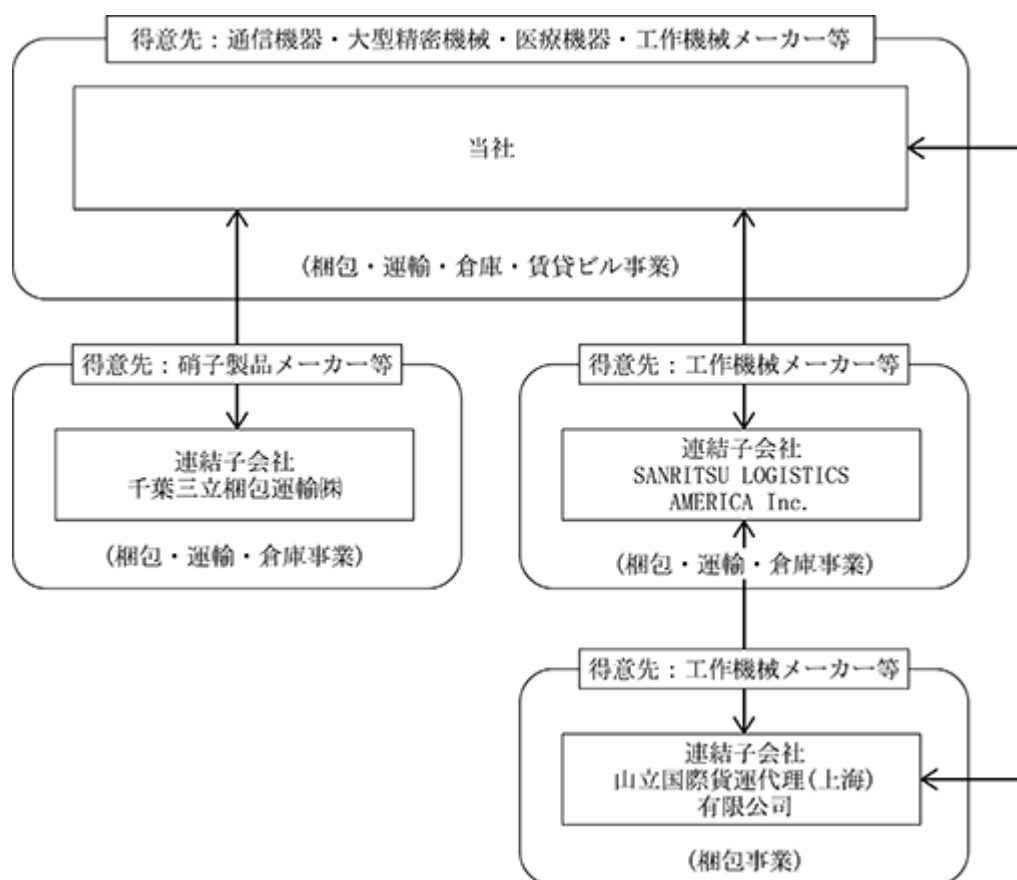 得意先：通信機器・大型精密機械・医療機器・工作機械メーカー等
当社
(梱包・運輸・倉庫・賃貸ビル事業)
得意先：硝子製品メーカー等
連結子会社
千葉三立梱包運輸㈱
(梱包・運輸・倉庫事業)
得意先：工作機械メーカー等
連結子会社
SANRITSU LOGISTICS
AMERICA Inc.
(梱包・運輸・倉庫事業)
得意先：工作機械メーカー等
連結子会社
山立国際貨運代理(上海)
有限公司
(梱包事業)